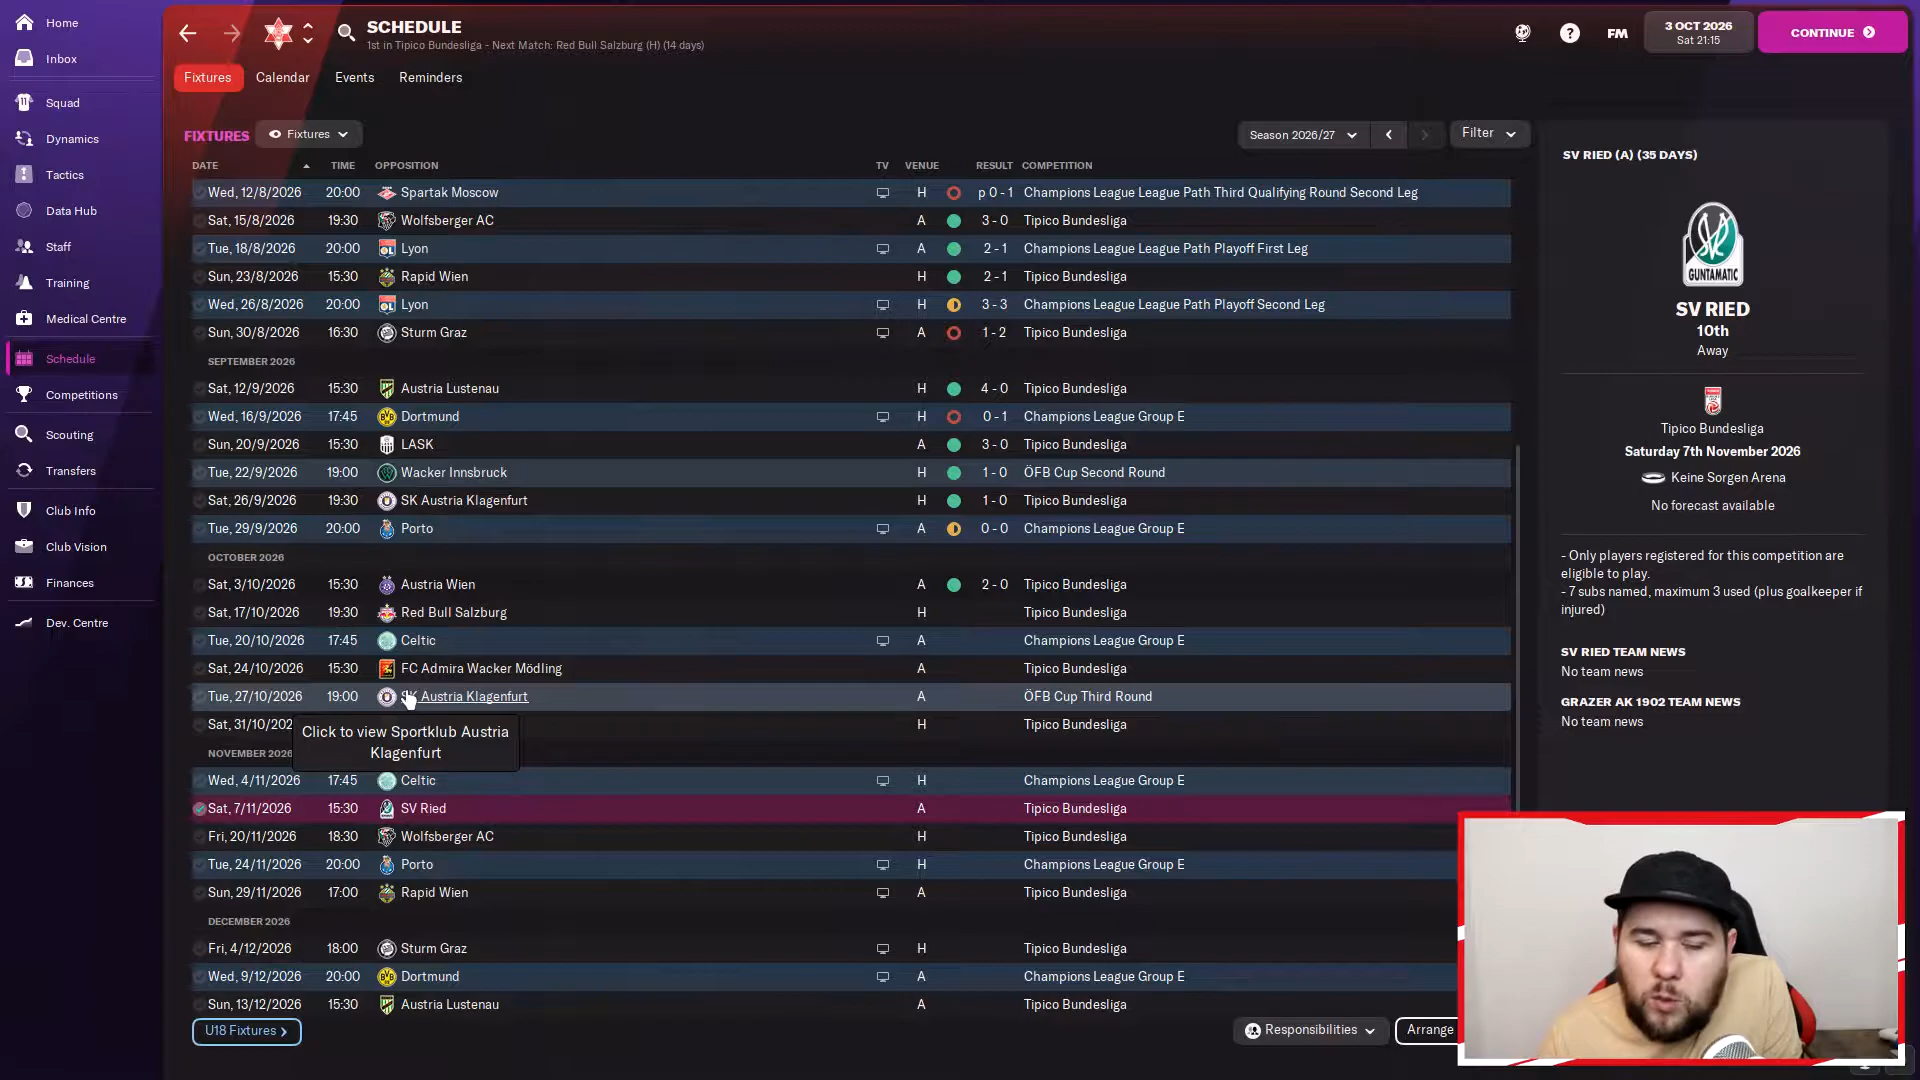 Home
SCHEDULE
1st in Tipico Bundesliga - Next Match: Red Bull Salzburg (H) (14 days)
FM
3 OCT 2026
Sat 21:15
CONTINUE
Inbox
Fixtures Calendar Events Reminders
Squad
Dynamics
Tactics
Data Hub
Staff
Training
Medical Centre
Schedule
Competitions
Scouting
Transfers
Club Info
Club Vision
Finances
Dev. Centre
FIXTURES Fixtures Season 2026/27 Filter
DATE TIME OPPOSITION TV VENUE RESULT COMPETITION
Wed, 12/8/2026 20:00 Spartak Moscow H p 0 - 1 Champions League League Path Third Qualifying Round Second Leg
Sat, 15/8/2026 19:30 Wolfsberger AC A 3 - 0 Tipico Bundesliga
Tue, 18/8/2026 20:00 Lyon A 2 - 1 Champions League League Path Playoff First Leg
Sun, 23/8/2026 15:30 Rapid Wien H 2 - 1 Tipico Bundesliga
Wed, 26/8/2026 20:00 Lyon H 3 - 3 Champions League League Path Playoff Second Leg
Sun, 30/8/2026 16:30 Sturm Graz A 1 - 2 Tipico Bundesliga
SEPTEMBER 2026
Sat, 12/9/2026 15:30 Austria Lustenau H 4 - 0 Tipico Bundesliga
Wed, 16/9/2026 17:45 Dortmund H 0 - 1 Champions League Group E
Sun, 20/9/2026 15:30 LASK A 3 - 0 Tipico Bundesliga
Tue, 22/9/2026 19:00 Wacker Innsbruck H 1 - 0 ÖFB Cup Second Round
Sat, 26/9/2026 19:30 SK Austria Klagenfurt H 1 - 0 Tipico Bundesliga
Tue, 29/9/2026 20:00 Porto A 0 - 0 Champions League Group E
OCTOBER 2026
Sat, 3/10/2026 15:30 Austria Wien A 2 - 0 Tipico Bundesliga
Sat, 17/10/2026 19:30 Red Bull Salzburg H Tipico Bundesliga
Tue, 20/10/2026 17:45 Celtic A Champions League Group E
Sat, 24/10/2026 15:30 FC Admira Wacker Mödling A Tipico Bundesliga
Tue, 27/10/2026 19:00 Austria Klagenfurt A ÖFB Cup Third Round
Sat, 31/10/202 H Tipico Bundesliga
Click to view Sportklub Austria
Klagenfurt
NOVEMBER 2026
Wed, 4/11/2026 17:45 Celtic H Champions League Group E
Sat, 7/11/2026 15:30 SV Ried A Tipico Bundesliga
Fri, 20/11/2026 18:30 Wolfsberger AC H Tipico Bundesliga
Tue, 24/11/2026 20:00 Porto H Champions League Group E
Sun, 29/11/2026 17:00 Rapid Wien A Tipico Bundesliga
DECEMBER 2026
Fri, 4/12/2026 18:00 Sturm Graz H Tipico Bundesliga
Wed, 9/12/2026 20:00 Dortmund A Champions League Group E
Sun, 13/12/2026 15:30 Austria Lustenau A Tipico Bundesliga
U18 Fixtures Responsibilities Arrange
SV RIED (A) (35 DAYS)
GUNTAMATIC
SV RIED
10th
Away
Tipico Bundesliga
Saturday 7th November 2026
Keine Sorgen Arena
No forecast available
- Only players registered for this competition are
eligible to play.
- 7 subs named, maximum 3 used (plus goalkeeper if
injured)
SV RIED TEAM NEWS
No team news
GRAZER AK 1902 TEAM NEWS
No team news